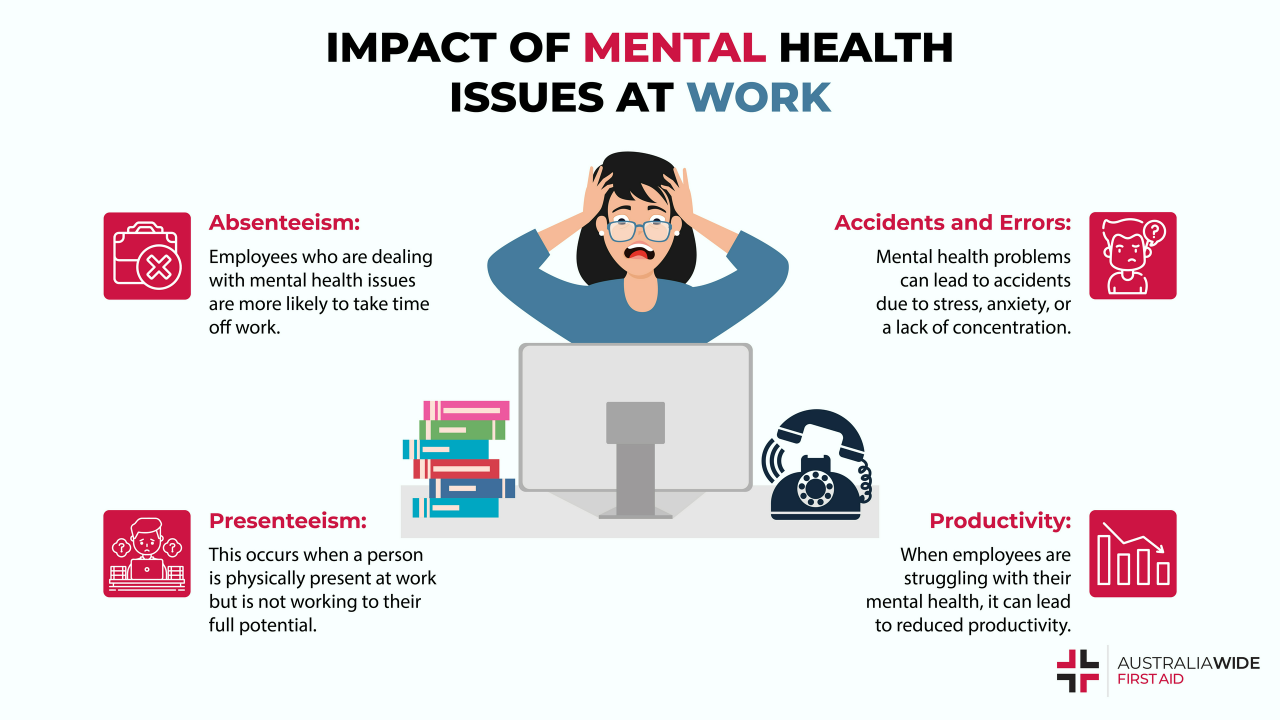 IMPACT OF MENTAL HEALTH
ISSUES AT WORK
Absenteeism:
Employees who are dealing
with mental health issues
are more likely to take time
off work.
Accidents and Errors:
Mental health problems
can lead to accidents
due to stress, anxiety, or
a lack of concentration.
?
Presenteeism:
This occurs when a person
is physically present at work
but is not working to their
full potential.
? ?
Productivity:
When employees are
struggling with their
mental health, it can lead
to reduced productivity.
AUSTRALIAWIDE
FIRST AID